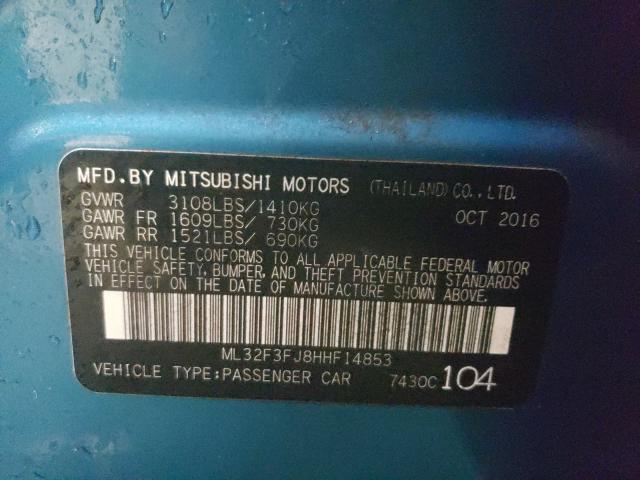 MFD.BY MITSUBISHI MOTORS (THAILAND)CO.,LTD.
GVWR 3108LBS/1410KG OCT 2016
GAWR FR 1609LBS/ 730KG
GAWR RR 1521LBS/ 690KG
THIS VEHICLE CONFORMS TO ALL APPLICABLE FEDERAL MOTOR
VEHICLE SAFETY, BUMPER, AND THEFT PREVENTION STANDARDS
IN EFFECT ON THE DATE OF MANUFACTURE SHOWN ABOVE.
ML32F3FJ8HHF14853
VEHICLE TYPE:PASSENGER CAR 7430C 104